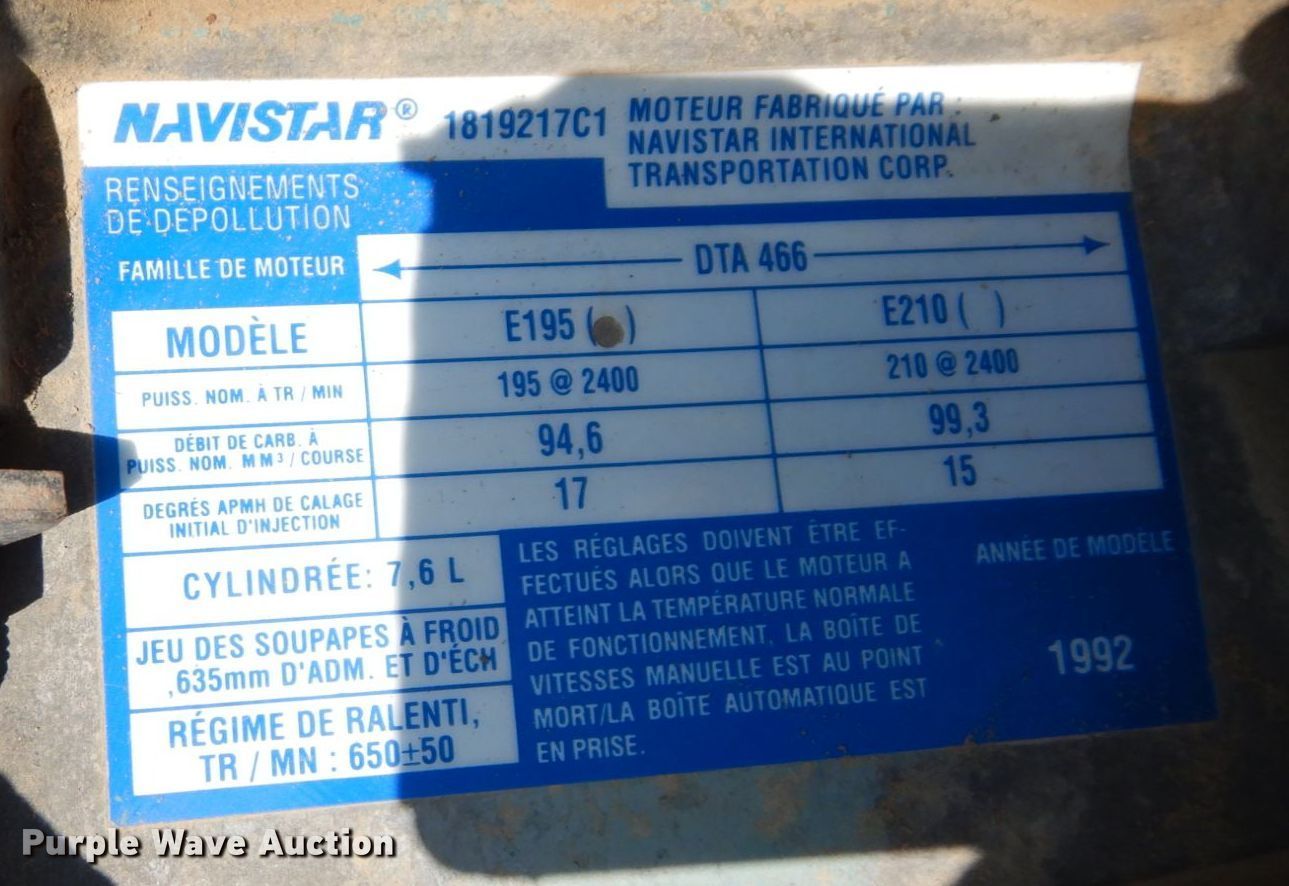 NAVISTAR® 1819217C1
MOTEUR FABRIQUÉ PAR :
NAVISTAR INTERNATIONAL
TRANSPORTATION CORP.
RENSEIGNEMENTS
DE DÉPOLLUTION
FAMILLE DE MOTEUR DTA 466
MODÈLE E195 ( ) E210 ( )
PUISS. NOM. À TR / MIN 195 @ 2400 210 @ 2400
DÉBIT DE CARB. À
PUISS. NOM. MM³ / COURSE 94,6 99,3
DEGRÉS APMH DE CALAGE
INITIAL D'INJECTION 17 15
CYLINDRÉE: 7,6 L
JEU DES SOUPAPES À FROID
,635mm D'ADM. ET D'ÉCH
RÉGIME DE RALENTI,
TR / MN : 650±50
LES RÉGLAGES DOIVENT ÊTRE EF-
FECTUÉS ALORS QUE LE MOTEUR A
ATTEINT LA TEMPÉRATURE NORMALE
DE FONCTIONNEMENT. LA BOÎTE DE
VITESSES MANUELLE EST AU POINT
MORT/LA BOÎTE AUTOMATIQUE EST
EN PRISE.
ANNÉE DE MODÈLE
1992
Purple Wave Auction